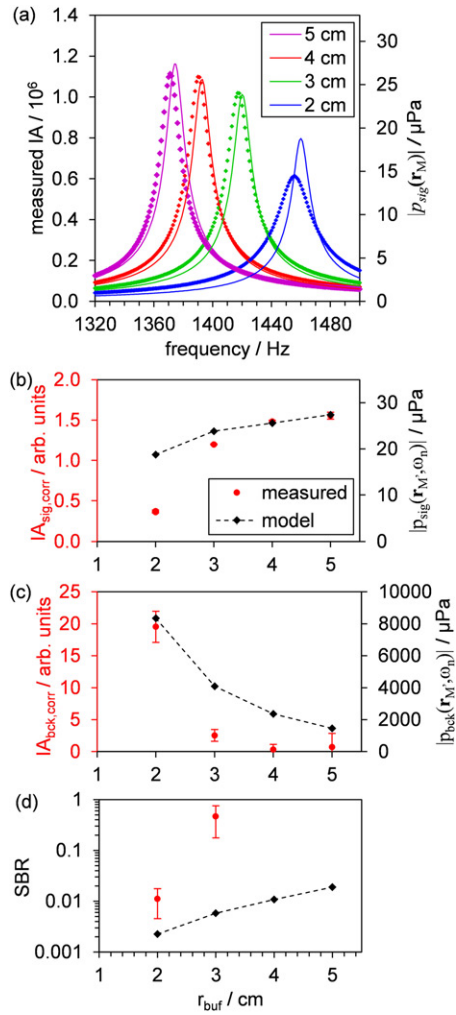 (a)
1.4
1.2
1.0
0.8
0.6
0.4
0.2
0.0
measured IA / 10⁶
5 cm
4 cm
3 cm
2 cm
30
25
20
15
10
5
0
|p_sig(r_M)| / µPa
1320 1360 1400 1440 1480
frequency / Hz
(b)
2.0
1.5
1.0
0.5
0.0
IA_sig,corr / arb. units
measured
model
30
20
10
0
|p_sig(r_M',ω_n)| / µPa
1 2 3 4 5
(c)
25
20
15
10
5
0
IA_bck,corr / arb. units
10000
8000
6000
4000
2000
0
|p_bck(r_M',ω_n)| / µPa
1 2 3 4 5
(d)
1
0.1
0.01
0.001
SBR
1 2 3 4 5
r_buf / cm